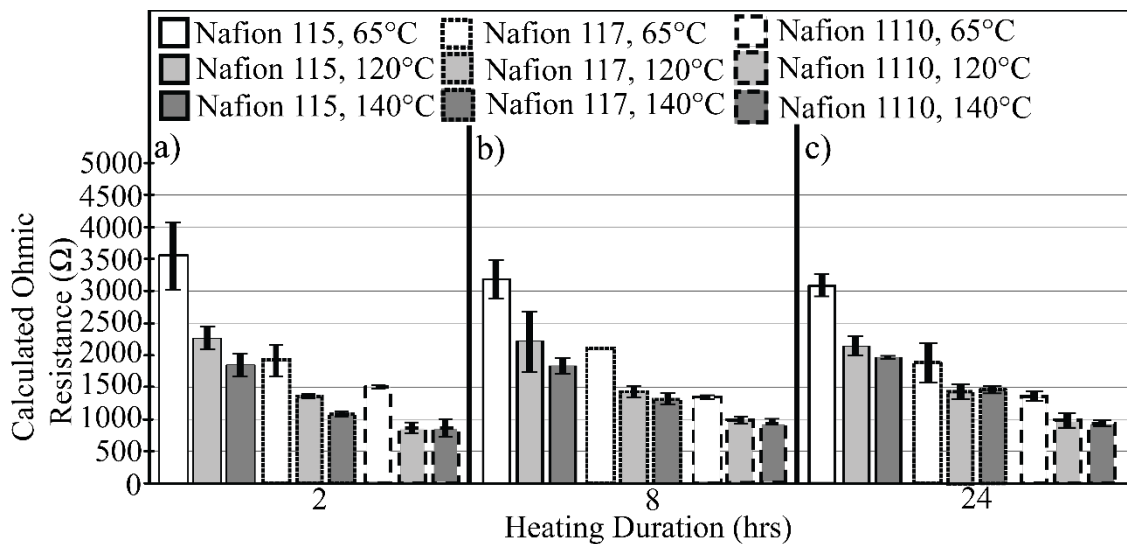 Nafion 115, 65°C Nafion 117, 65°C Nafion 1110, 65°C
Nafion 115, 120°C Nafion 117, 120°C Nafion 1110, 120°C
Nafion 115, 140°C Nafion 117, 140°C Nafion 1110, 140°C
a) b) c)
5000
4500
4000
3500
3000
2500
2000
1500
1000
500
0
Calculated Ohmic
Resistance (Ω)
2 8 24
Heating Duration (hrs)